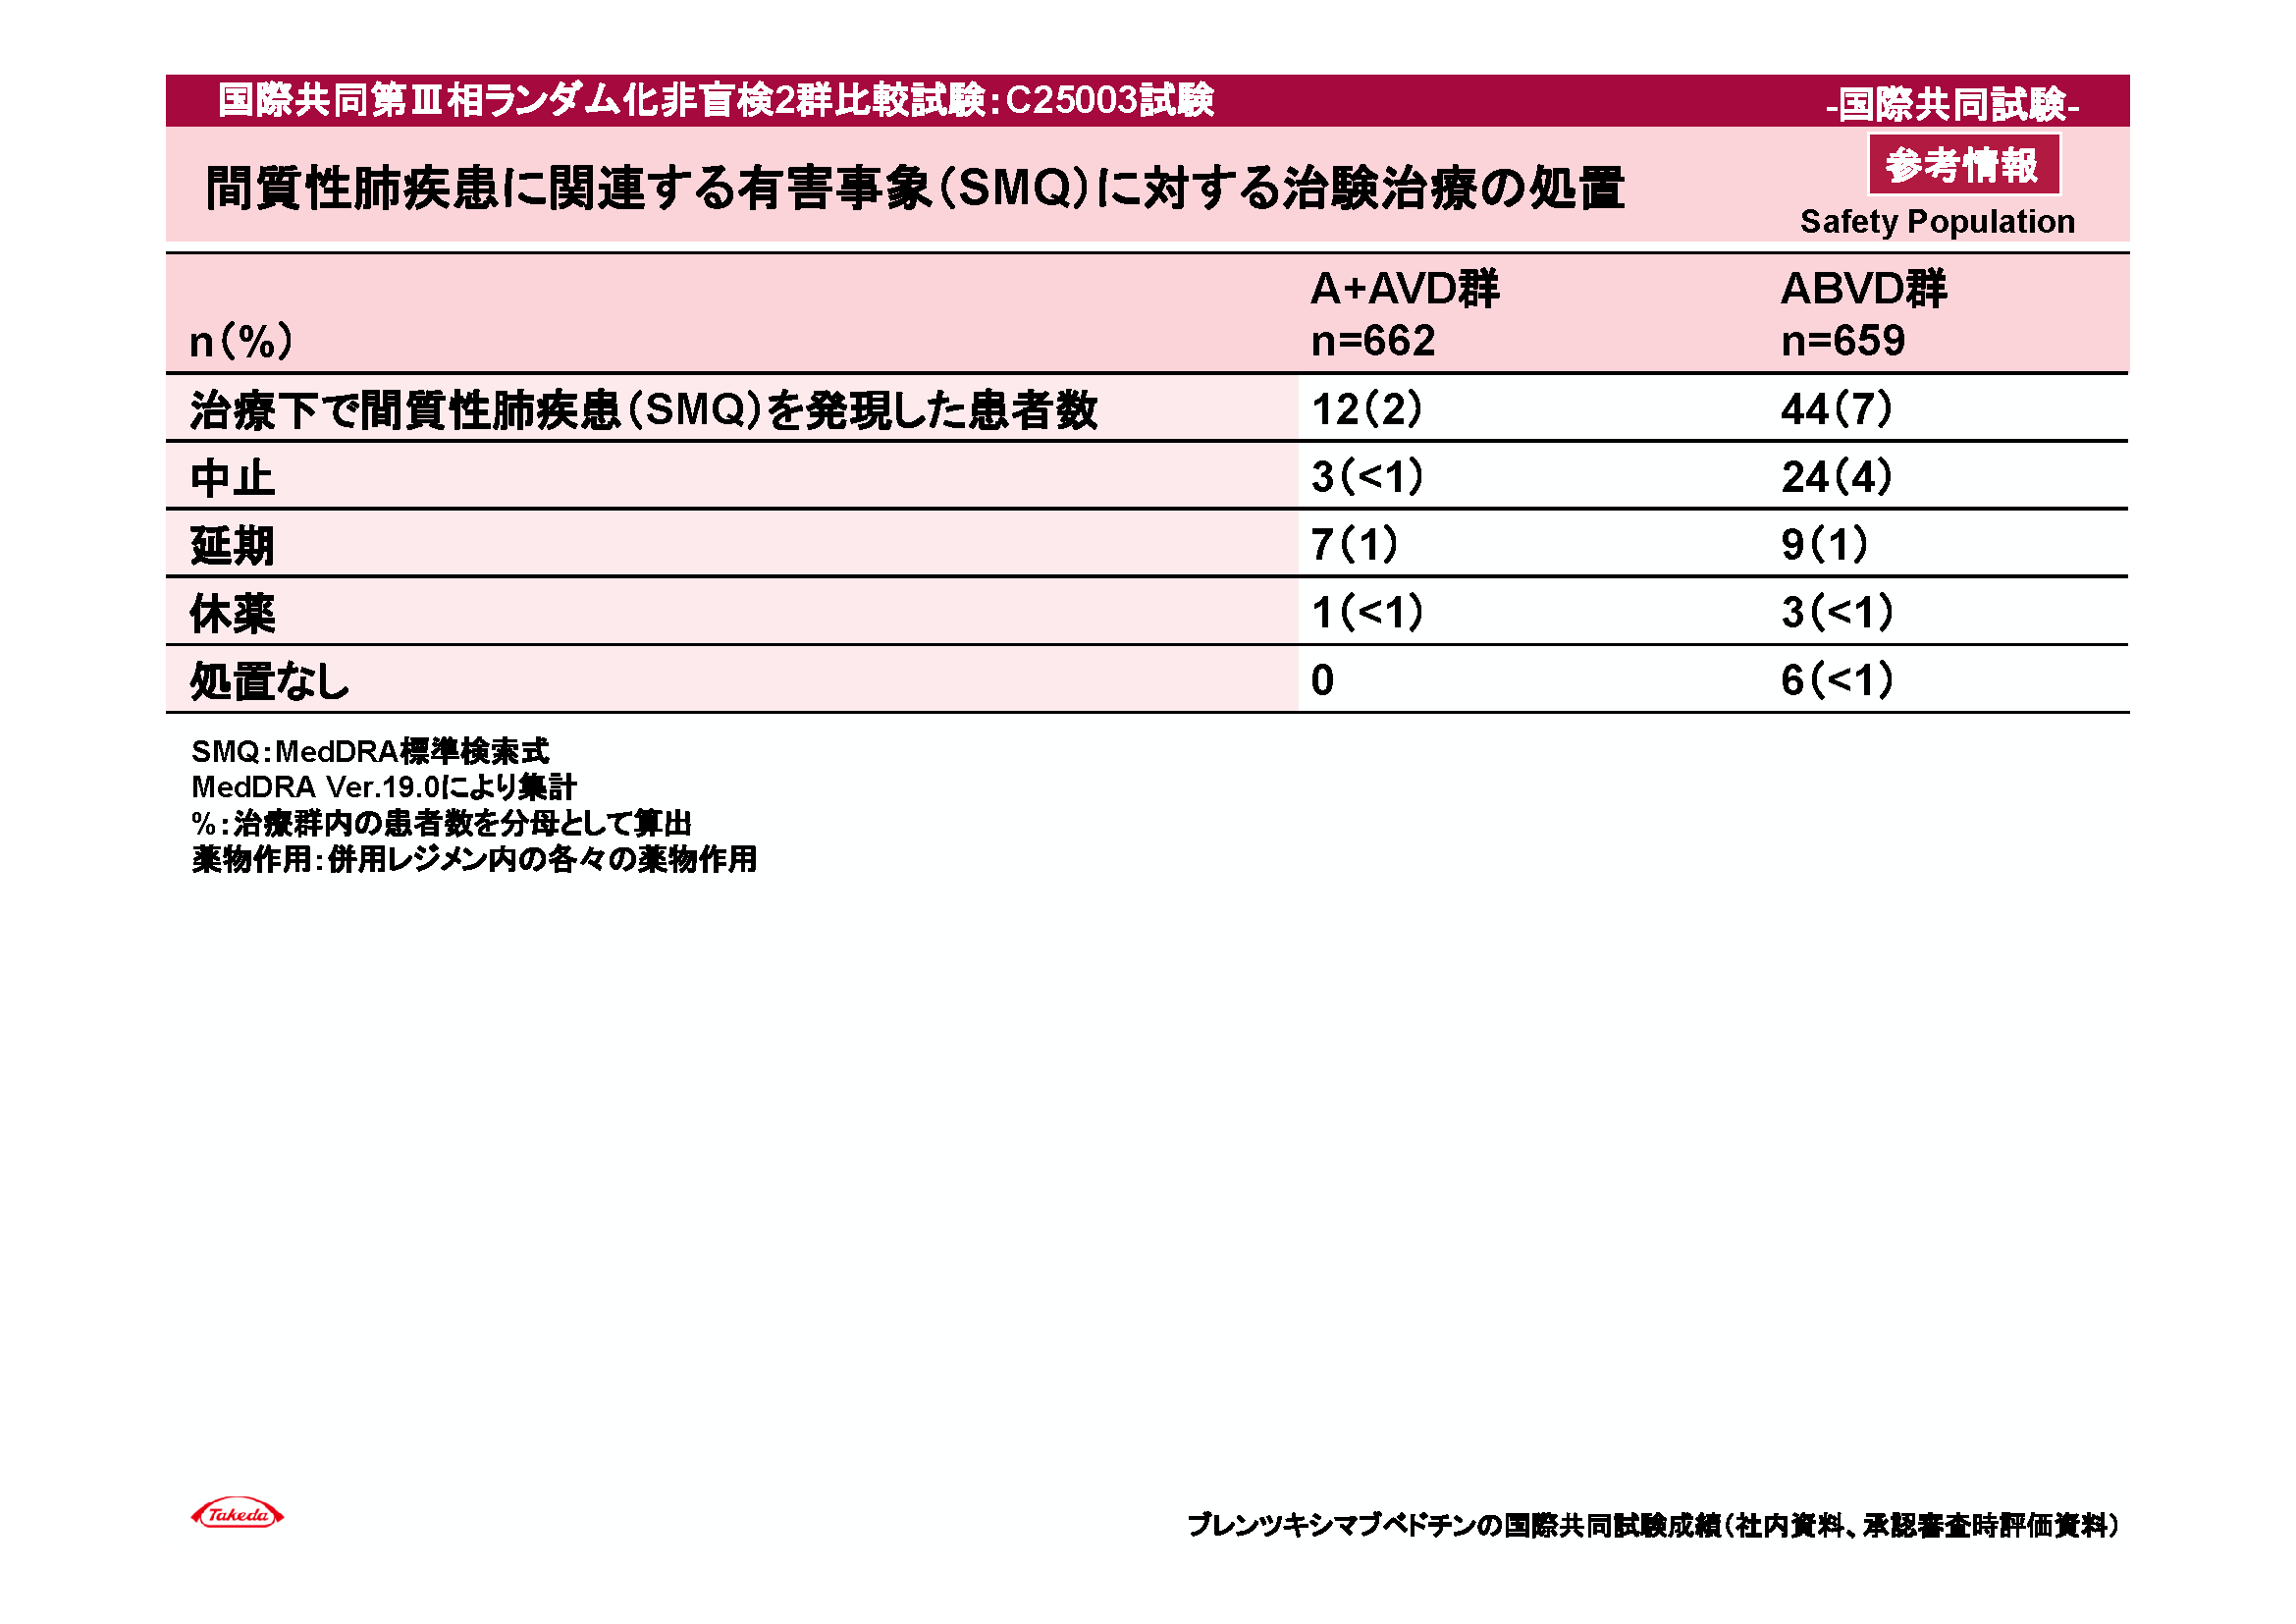 国際共同第Ⅲ相ランダム化非盲検2群比較試験：C25003試験
-国際共同試験-
間質性肺疾患に関連する有害事象（SMQ）に対する治験治療の処置
参考情報
Safety Population
A+AVD群 ABVD群
n（%） n=662 n=659
治療下で間質性肺疾患（SMQ）を発現した患者数 12（2） 44（7）
中止 3（<1） 24（4）
延期 7（1） 9（1）
休薬 1（<1） 3（<1）
処置なし 0 6（<1）
SMQ：MedDRA標準検索式
MedDRA Ver.19.0により集計
%：治療群内の患者数を分母として算出
薬物作用：併用レジメン内の各々の薬物作用
Takeda
ブレンツキシマブベドチンの国際共同試験成績（社内資料、承認審査時評価資料）